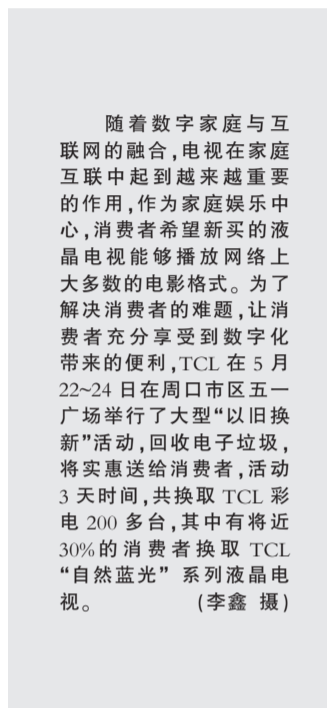 随着数字家庭与互
联网的融合,电视在家庭
互联中起到越来越重要
的作用,作为家庭娱乐中
心,消费者希望新买的液
晶电视能够播放网络上
大多数的电影格式。为了
解决消费者的难题,让消
费者充分享受到数字化
带来的便利,TCL 在 5 月
22~24 日在周口市区五一
广场举行了大型“以旧换
新”活动,回收电子垃圾,
将实惠送给消费者,活动
3 天时间,共换取 TCL 彩
电 200 多台,其中有将近
30%的消费者换取 TCL
“自然蓝光” 系列液晶电
视。 (李鑫 摄)